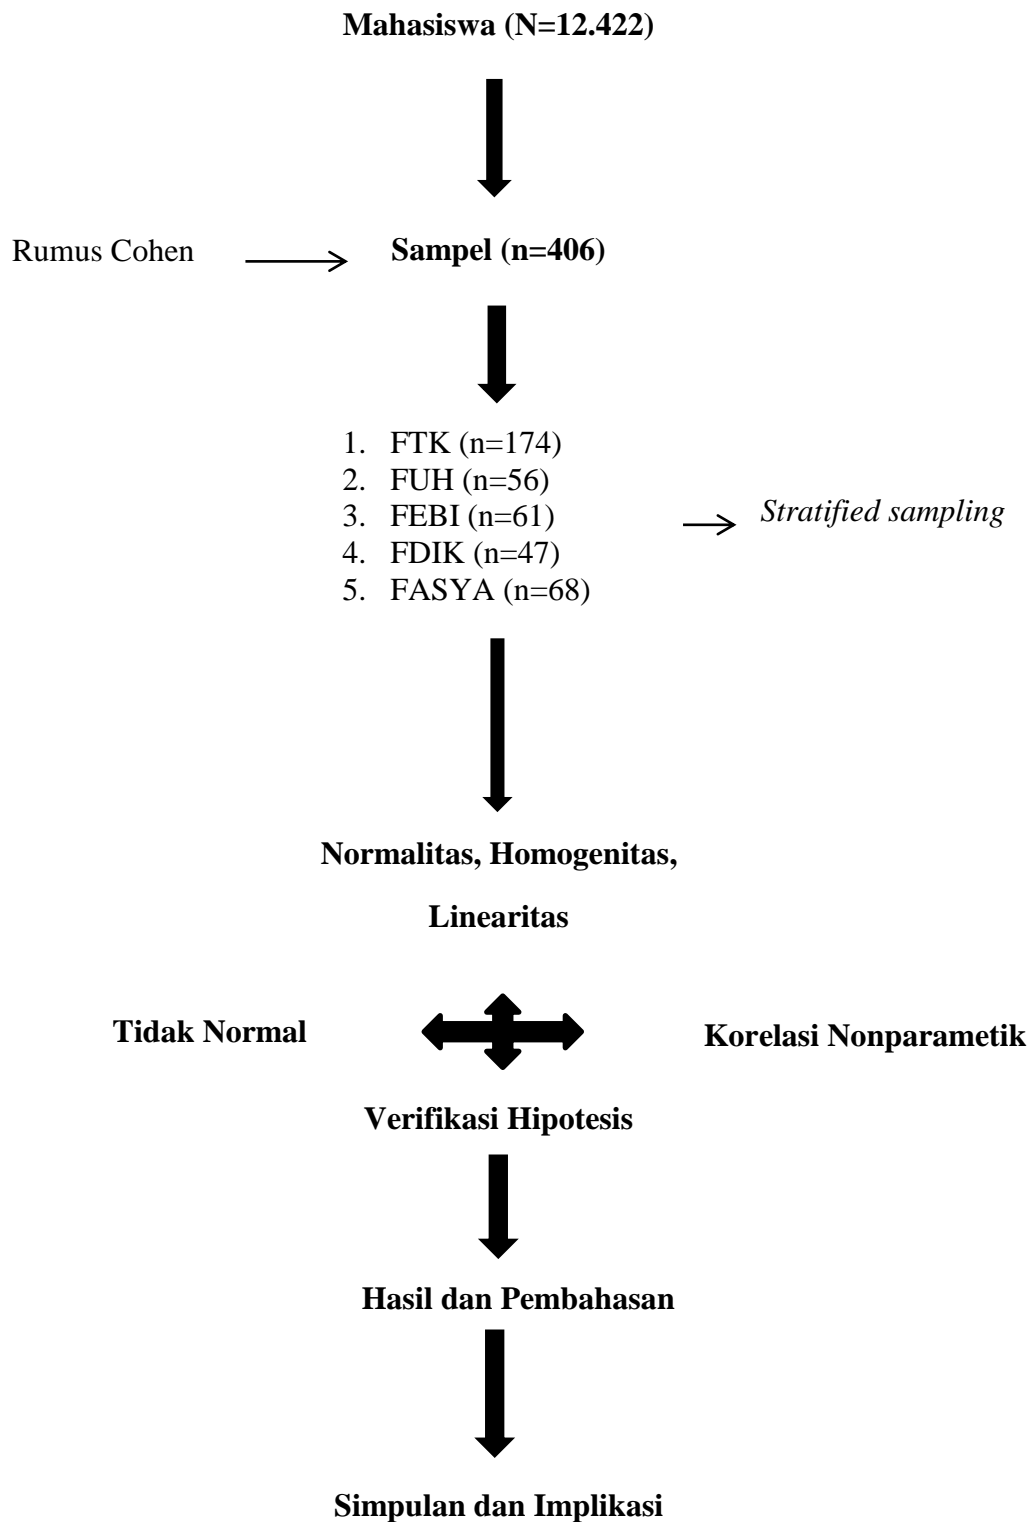 Mahasiswa (N=12.422)
Rumus Cohen
Sampel (n=406)
1. FTK (n=174)
2. FUH (n=56)
3. FEBI (n=61)
4. FDIK (n=47)
5. FASYA (n=68)
Stratified sampling
Normalitas, Homogenitas,
Linearitas
Tidak Normal
Korelasi Nonparametik
Verifikasi Hipotesis
Hasil dan Pembahasan
Simpulan dan Implikasi